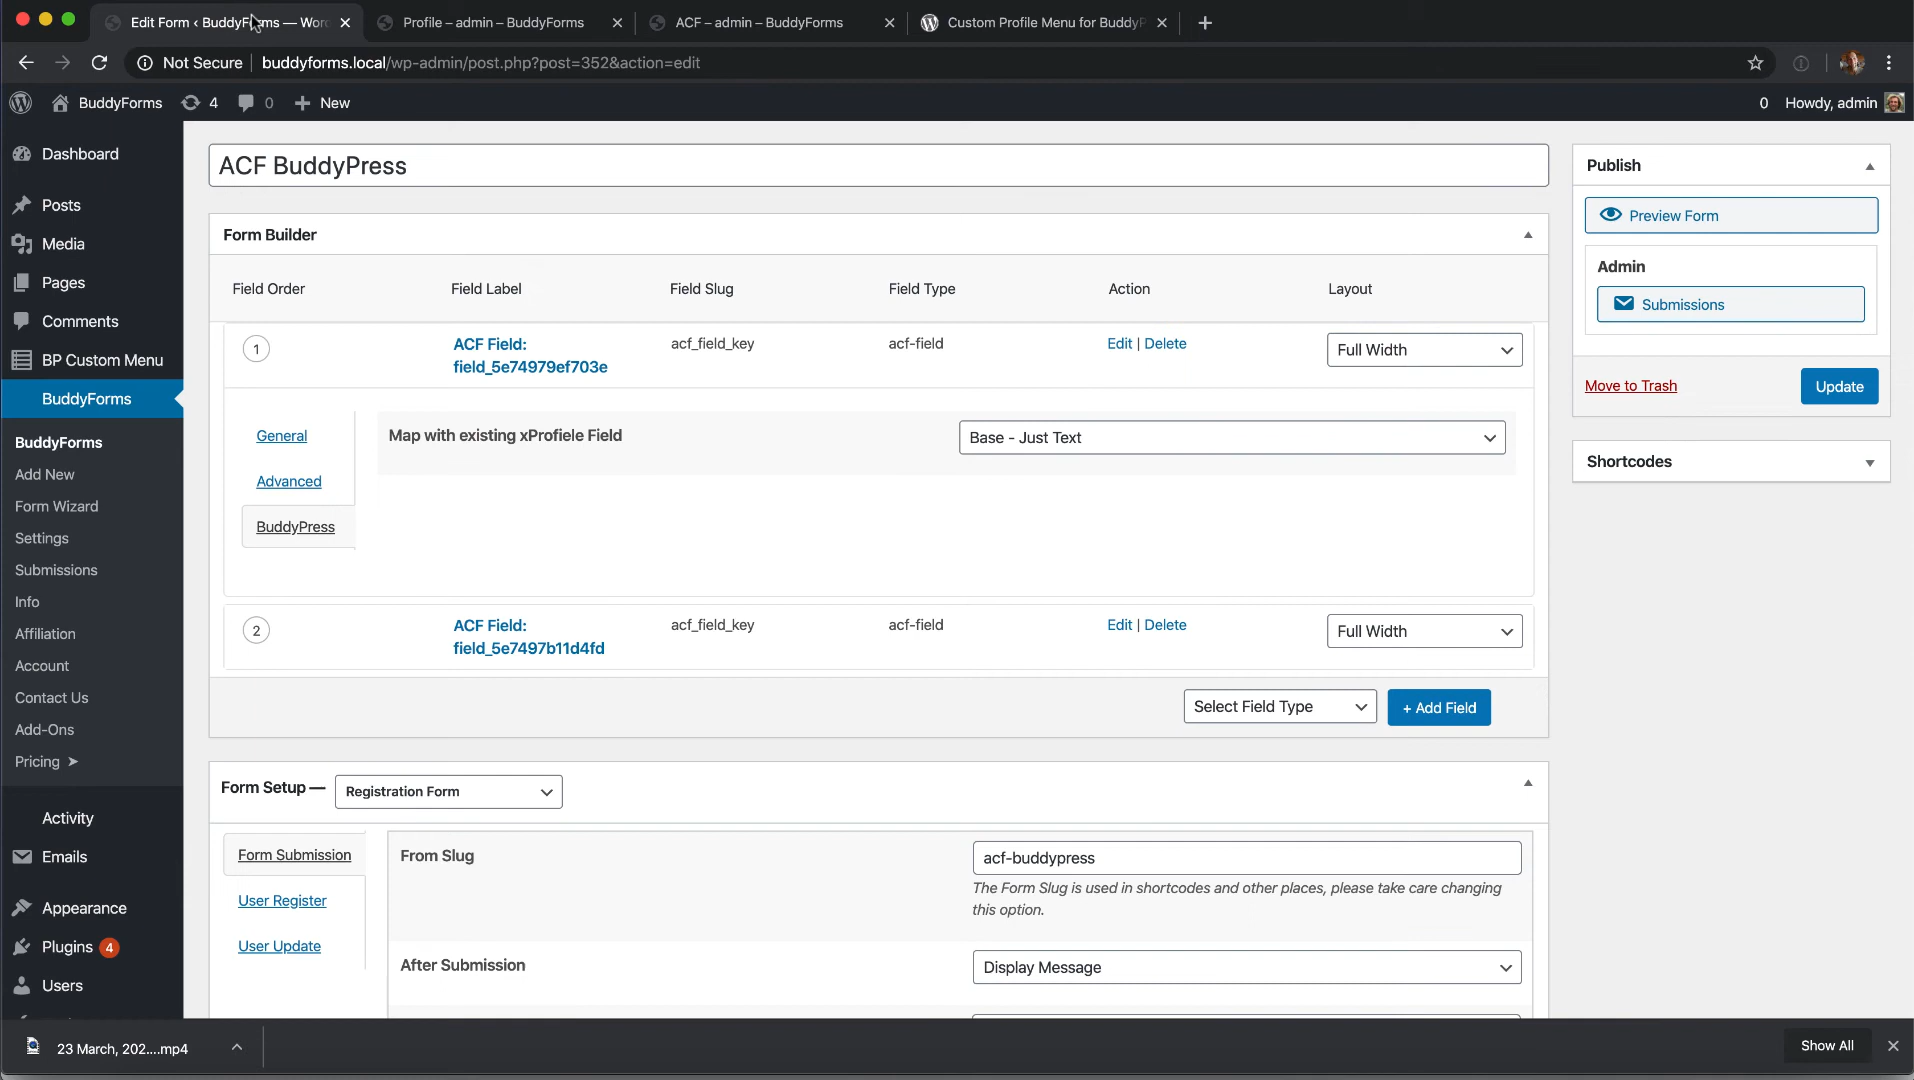 Edit Form ‹ BuddyForms — Wor
Profile – admin – BuddyForms
ACF – admin – BuddyForms
Custom Profile Menu for BuddyP
Not Secure
buddyforms.local/wp-admin/post.php?post=352&action=edit
BuddyForms
4
0
New
0
Howdy, admin
Dashboard
Posts
Media
Pages
Comments
BP Custom Menu
BuddyForms
BuddyForms
Add New
Form Wizard
Settings
Submissions
Info
Affiliation
Account
Contact Us
Add-Ons
Pricing ➤
Activity
Emails
Appearance
Plugins 4
Users
ACF BuddyPress
Form Builder
Field Order
Field Label
Field Slug
Field Type
Action
Layout
1
ACF Field:
field_5e74979ef703e
acf_field_key
acf-field
Edit | Delete
Full Width
General
Advanced
BuddyPress
Map with existing xProfiele Field
Base - Just Text
2
ACF Field:
field_5e7497b11d4fd
acf_field_key
acf-field
Edit | Delete
Full Width
Select Field Type
+ Add Field
Form Setup —
Registration Form
Form Submission
User Register
User Update
From Slug
acf-buddypress
The Form Slug is used in shortcodes and other places, please take care changing
this option.
After Submission
Display Message
Publish
Preview Form
Admin
Submissions
Move to Trash
Update
Shortcodes
23 March, 202....mp4
Show All